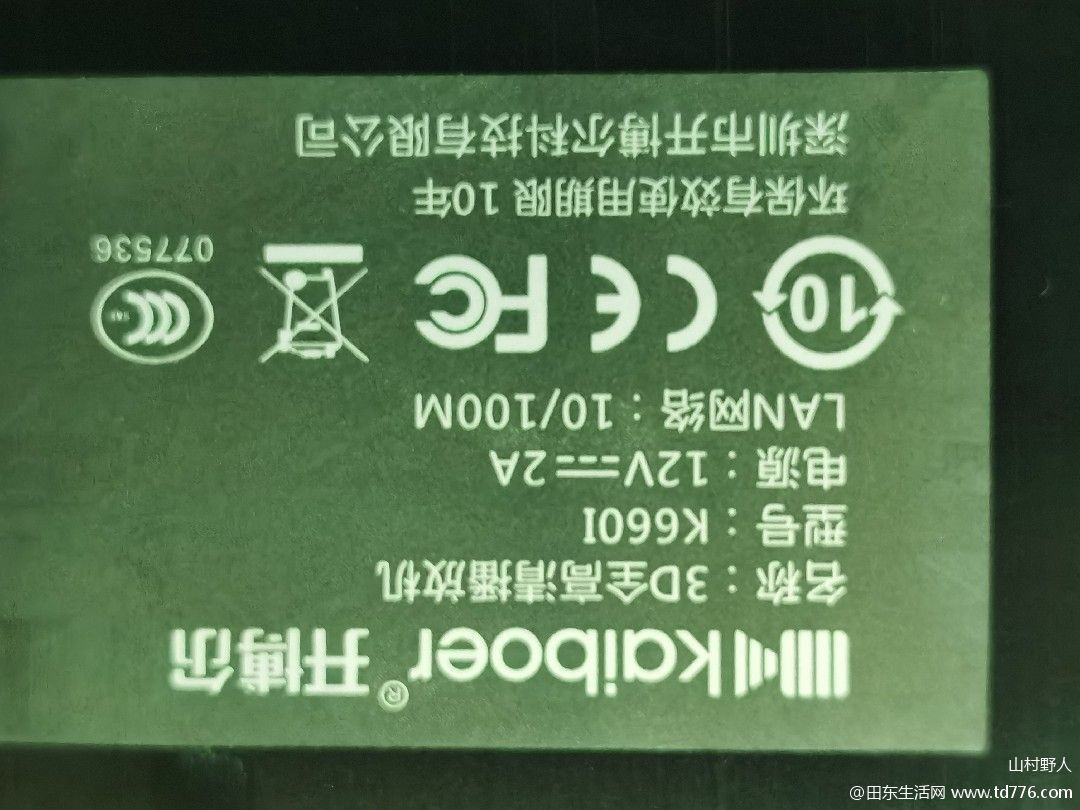 kaiboer® 开博尔
名称：3D全高清播放机
型号：K660I
电源：12V⎓2A
LAN网络：10/100M
10 CE FC CCC
077536
环保有效使用期限 10年
深圳市开博尔科技有限公司
山村野人
@田东生活网 www.td776.com